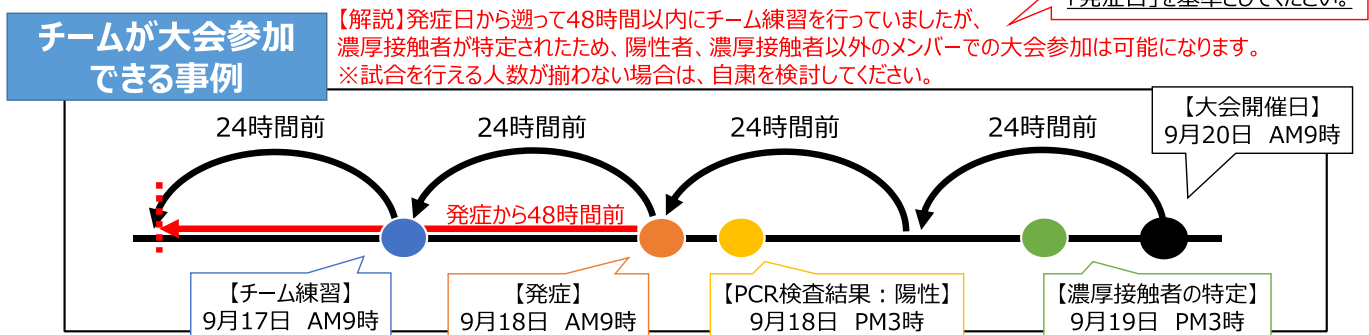 「発症日」を基準としてください。
チームが大会参加
できる事例
【解説】発症日から遡って48時間以内にチーム練習を行っていましたが、
濃厚接触者が特定されたため、陽性者、濃厚接触者以外のメンバーでの大会参加は可能になります。
※試合を行える人数が揃わない場合は、自粛を検討してください。
【大会開催日】
9月20日 AM9時
24時間前
24時間前
24時間前
24時間前
発症から48時間前
【チーム練習】
9月17日 AM9時
【発症】
9月18日 AM9時
【PCR検査結果：陽性】
9月18日 PM3時
【濃厚接触者の特定】
9月19日 PM3時